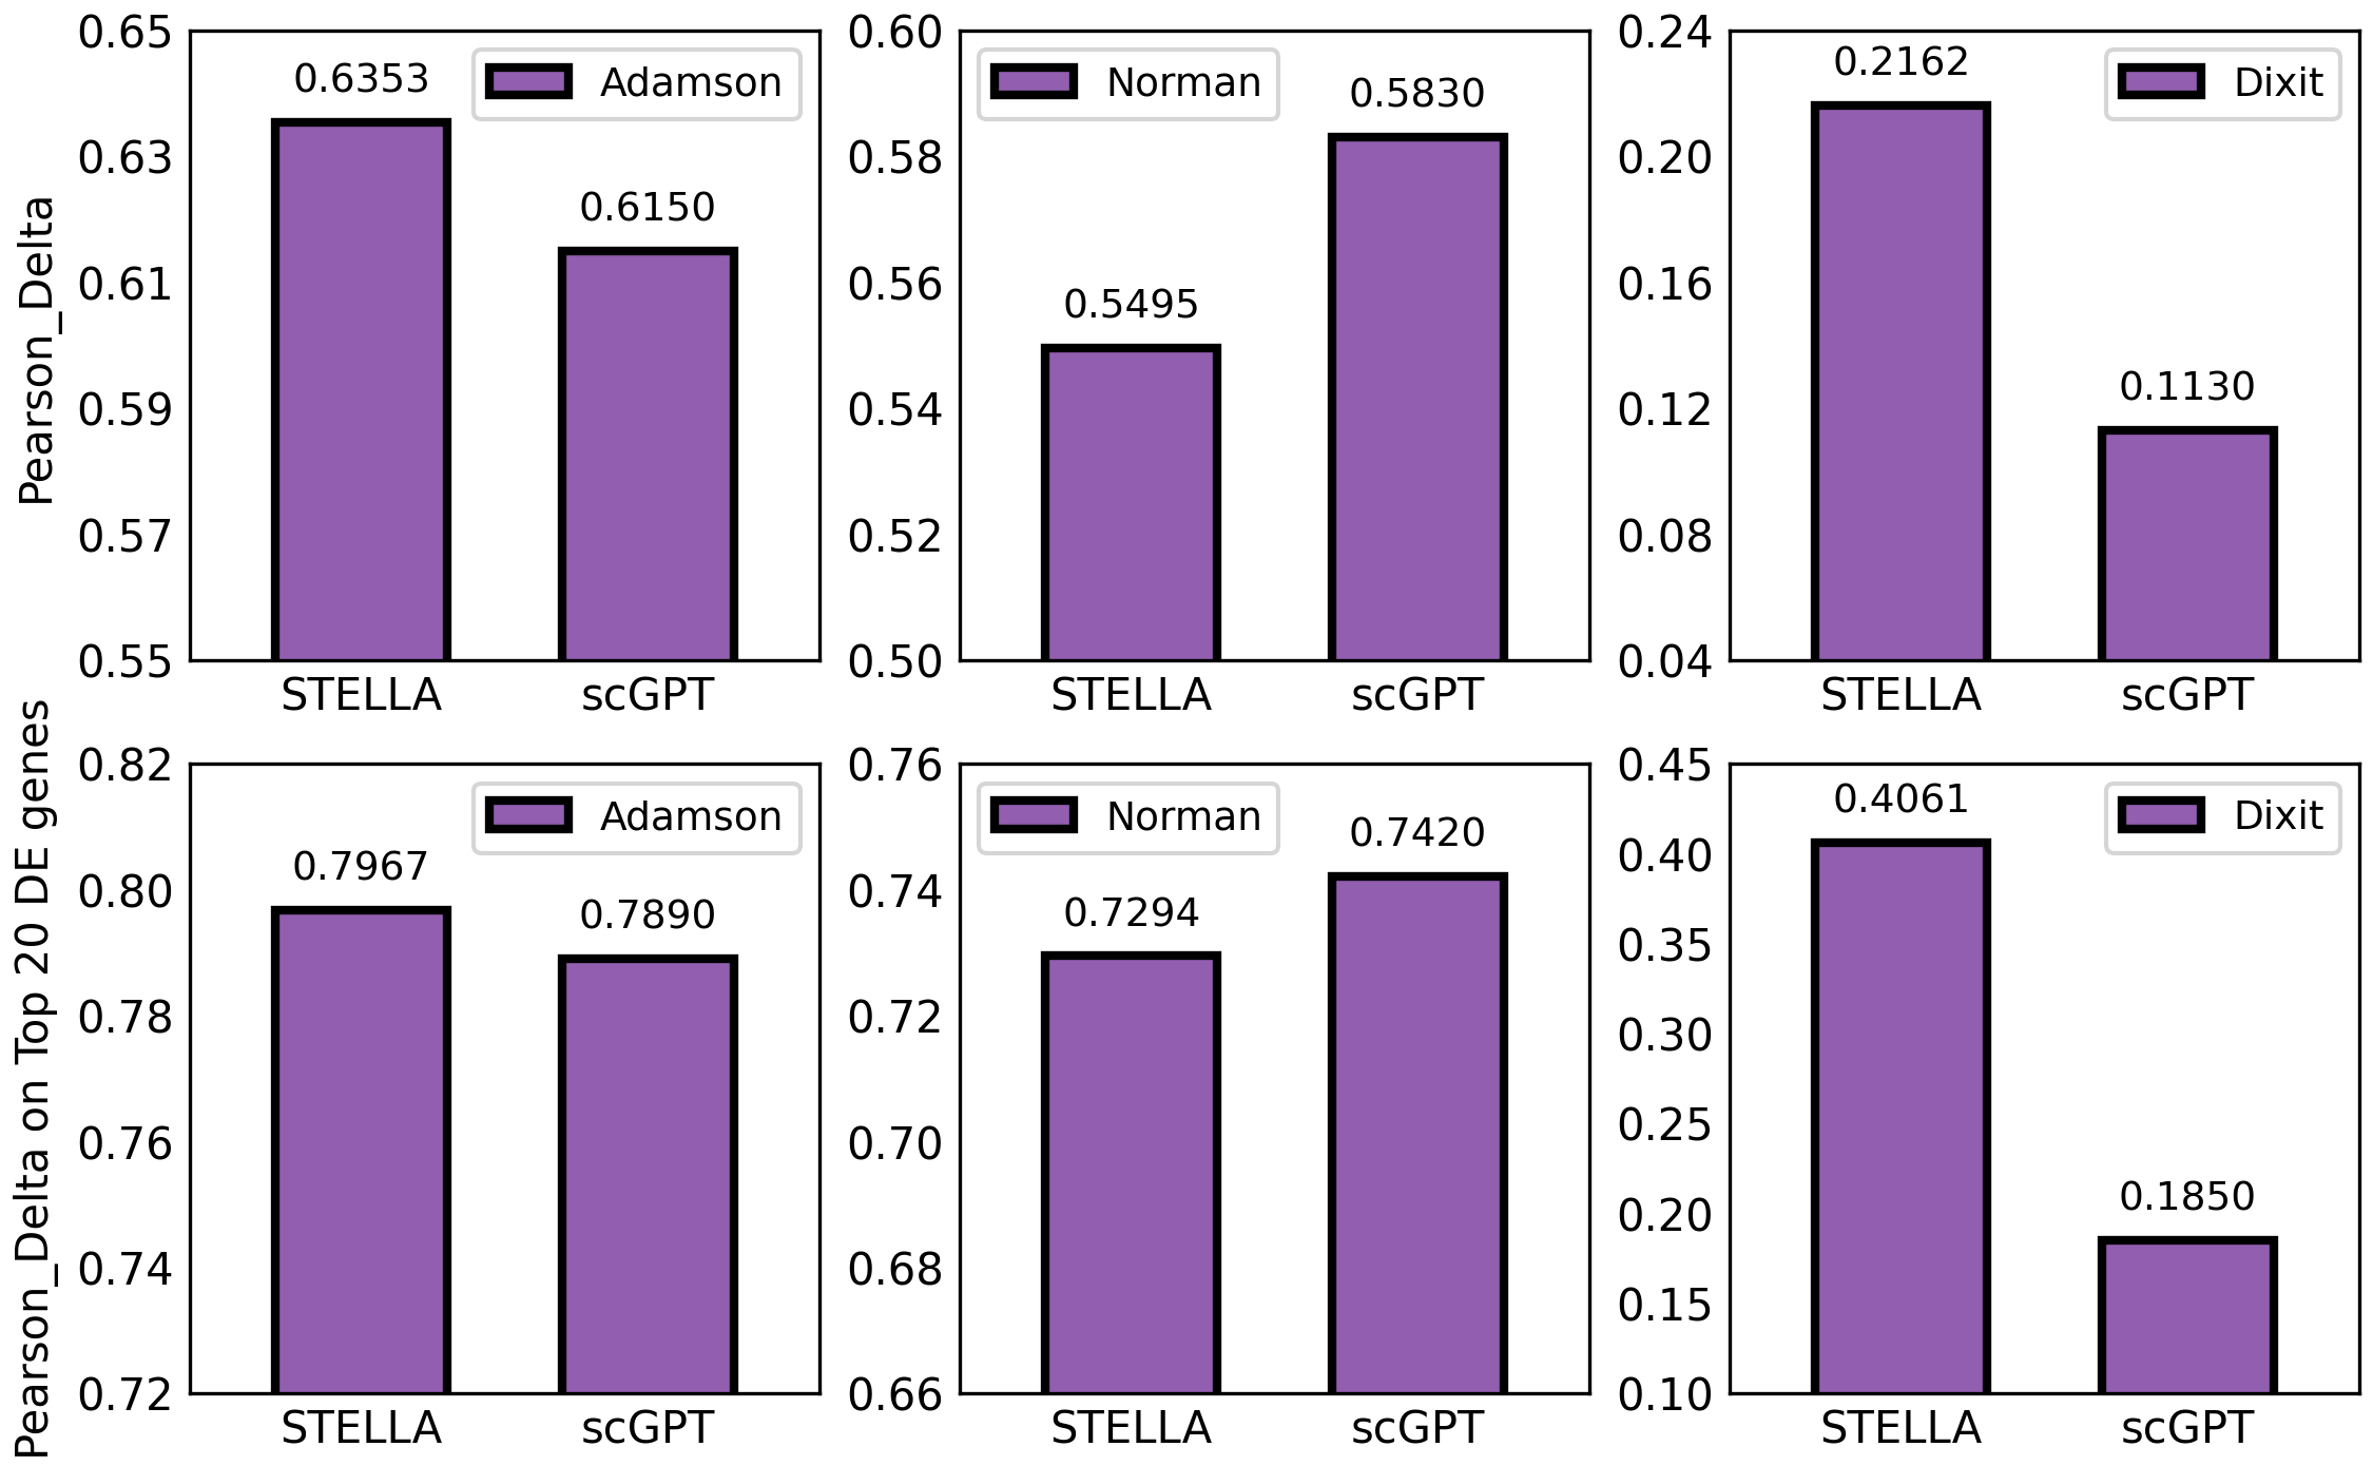 Pearson_Delta
0.65
0.63
0.61
0.59
0.57
0.55
0.6353
0.6150
Adamson
STELLA
scGPT
0.60
0.58
0.56
0.54
0.52
0.50
Norman
0.5495
0.5830
STELLA
scGPT
0.24
0.20
0.16
0.12
0.08
0.04
0.2162
0.1130
Dixit
STELLA
scGPT
Pearson_Delta on Top 20 DE genes
0.82
0.80
0.78
0.76
0.74
0.72
0.7967
0.7890
Adamson
STELLA
scGPT
0.76
0.74
0.72
0.70
0.68
0.66
Norman
0.7294
0.7420
STELLA
scGPT
0.45
0.40
0.35
0.30
0.25
0.20
0.15
0.10
0.4061
0.1850
Dixit
STELLA
scGPT